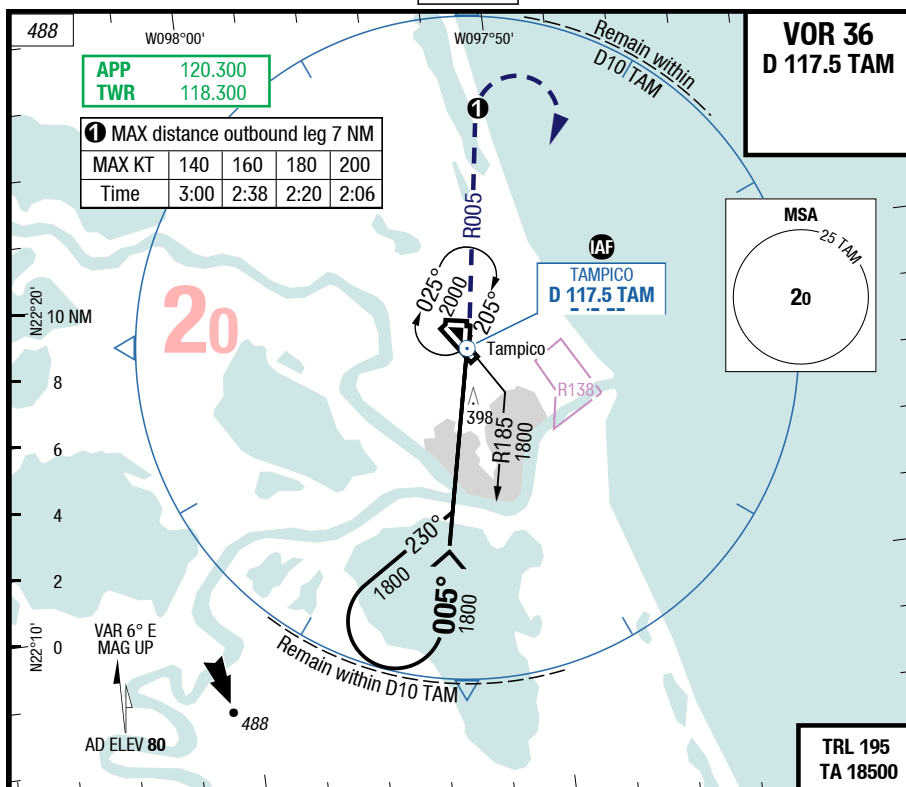 488
W098°00'
W097°50'
Remain within
D10 TAM
VOR 36
D 117.5 TAM
APP 120.300
TWR 118.300
1 MAX distance outbound leg 7 NM
MAX KT 140 160 180 200
Time 3:00 2:38 2:20 2:06
1
R005
MSA
25 TAM
20
IAF
TAMPICO
D 117.5 TAM
025°
2000
205°
20
N22°20'
10 NM
Tampico
8
R138
398
R185
1800
6
4
230°
1800
005°
1800
2
N22°10'
0
VAR 6° E
MAG UP
Remain within D10 TAM
488
AD ELEV 80
TRL 195
TA 18500